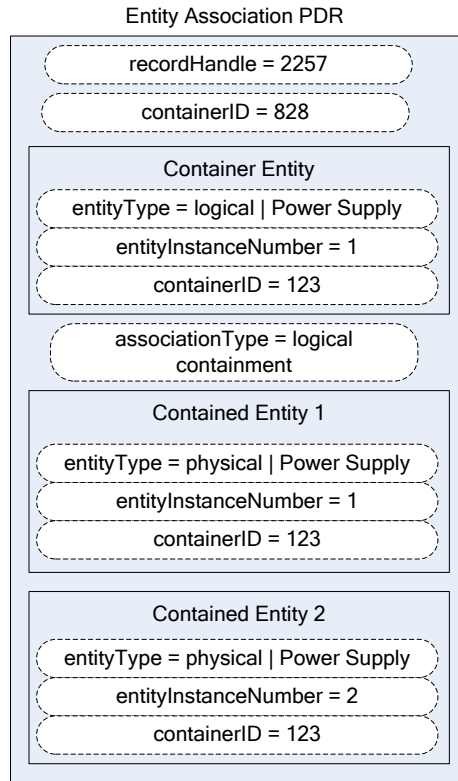 Entity Association PDR
recordHandle = 2257
containerID = 828
Container Entity
entityType = logical | Power Supply
entityInstanceNumber = 1
containerID = 123
associationType = logical
containment
Contained Entity 1
entityType = physical | Power Supply
entityInstanceNumber = 1
containerID = 123
Contained Entity 2
entityType = physical | Power Supply
entityInstanceNumber = 2
containerID = 123